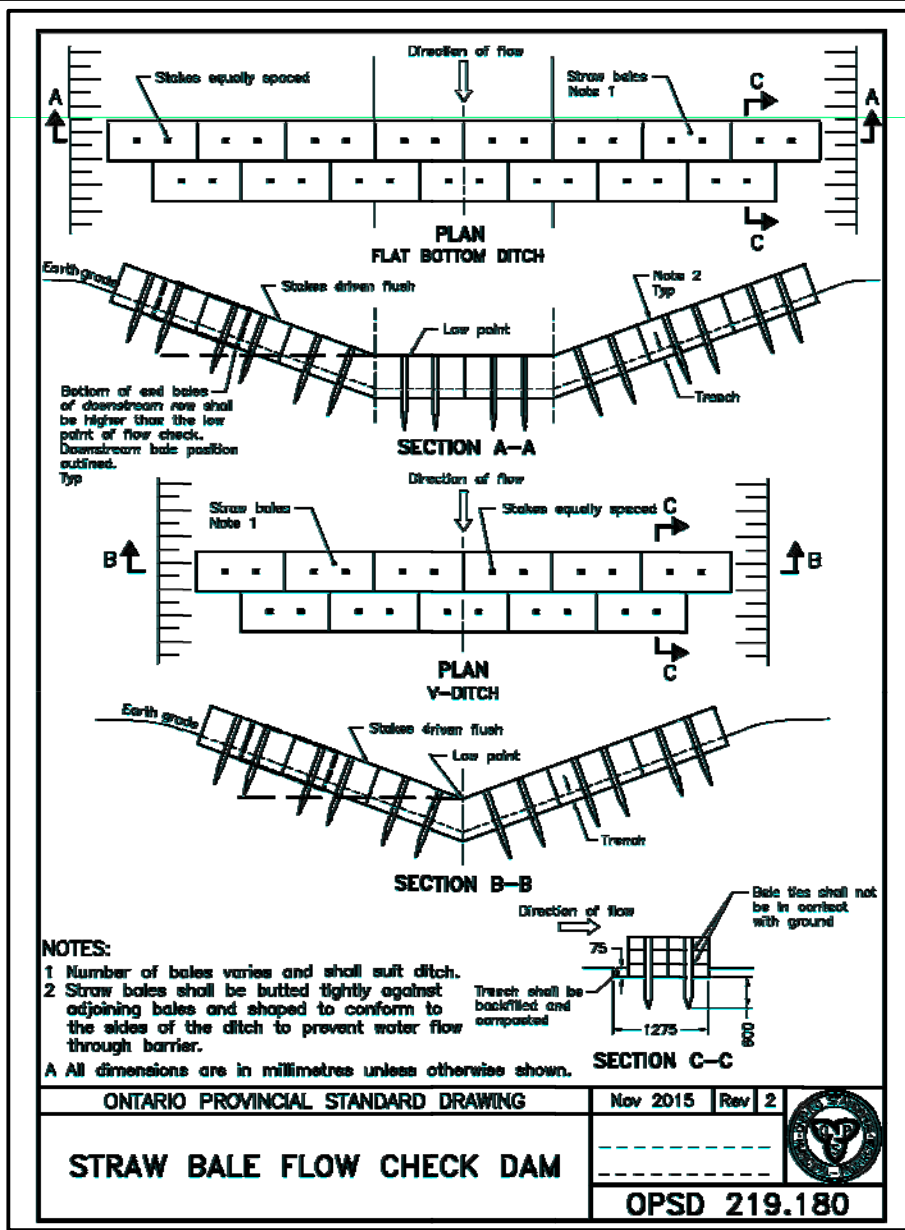 Direction of flow
Stakes equally spaced
Straw bales
Note 1
C
A
A
PLAN
FLAT BOTTOM DITCH
C
Earth grade
Stakes driven flush
Note 2
Typ
Low point
Trench
Bottom of end bales
of downstream row shall
be higher than the low
point of flow check.
Downstream bale position
outlined.
Typ
SECTION A-A
Direction of flow
Straw bales
Note 1
Stakes equally spaced
C
B
B
PLAN
V-DITCH
C
Earth grade
Stakes driven flush
Low point
Trench
SECTION B-B
Direction of flow
Bale ties shall not
be in contact
with ground
75
Trench shall be
backfilled and
compacted
1275
600
SECTION C-C
NOTES:
1 Number of bales varies and shall suit ditch.
2 Straw bales shall be butted tightly against
adjoining bales and shaped to conform to
the sides of the ditch to prevent water flow
through barrier.
A All dimensions are in millimetres unless otherwise shown.
ONTARIO PROVINCIAL STANDARD DRAWING
Nov 2015 Rev 2
STRAW BALE FLOW CHECK DAM
OPSD 219.180